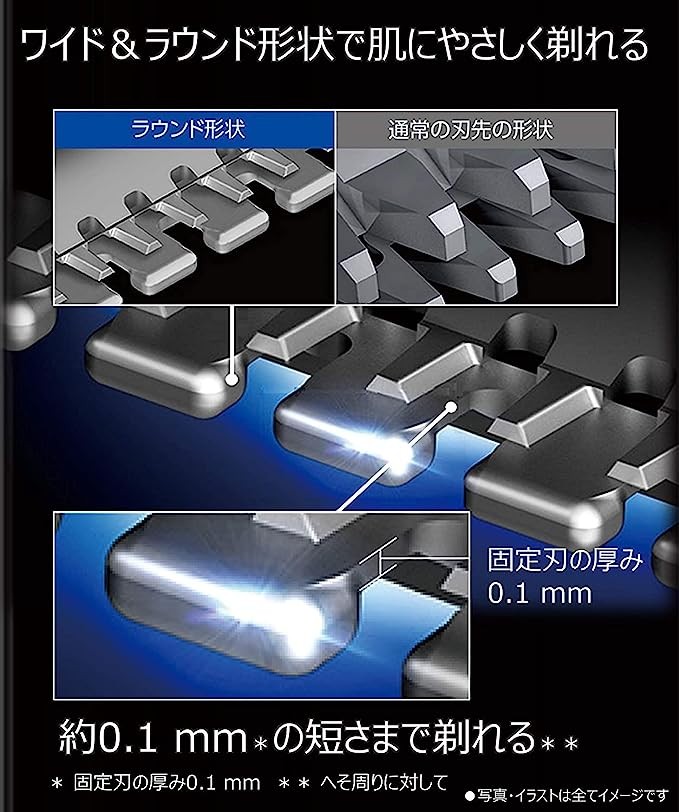 ワイド＆ラウンド形状で肌にやさしく剃れる
ラウンド形状
通常の刃先の形状
固定刃の厚み
0.1 mm
約0.1 mm＊の短さまで剃れる＊＊
＊ 固定刃の厚み0.1 mm ＊＊ へそ周りに対して
●写真・イラストは全てイメージです